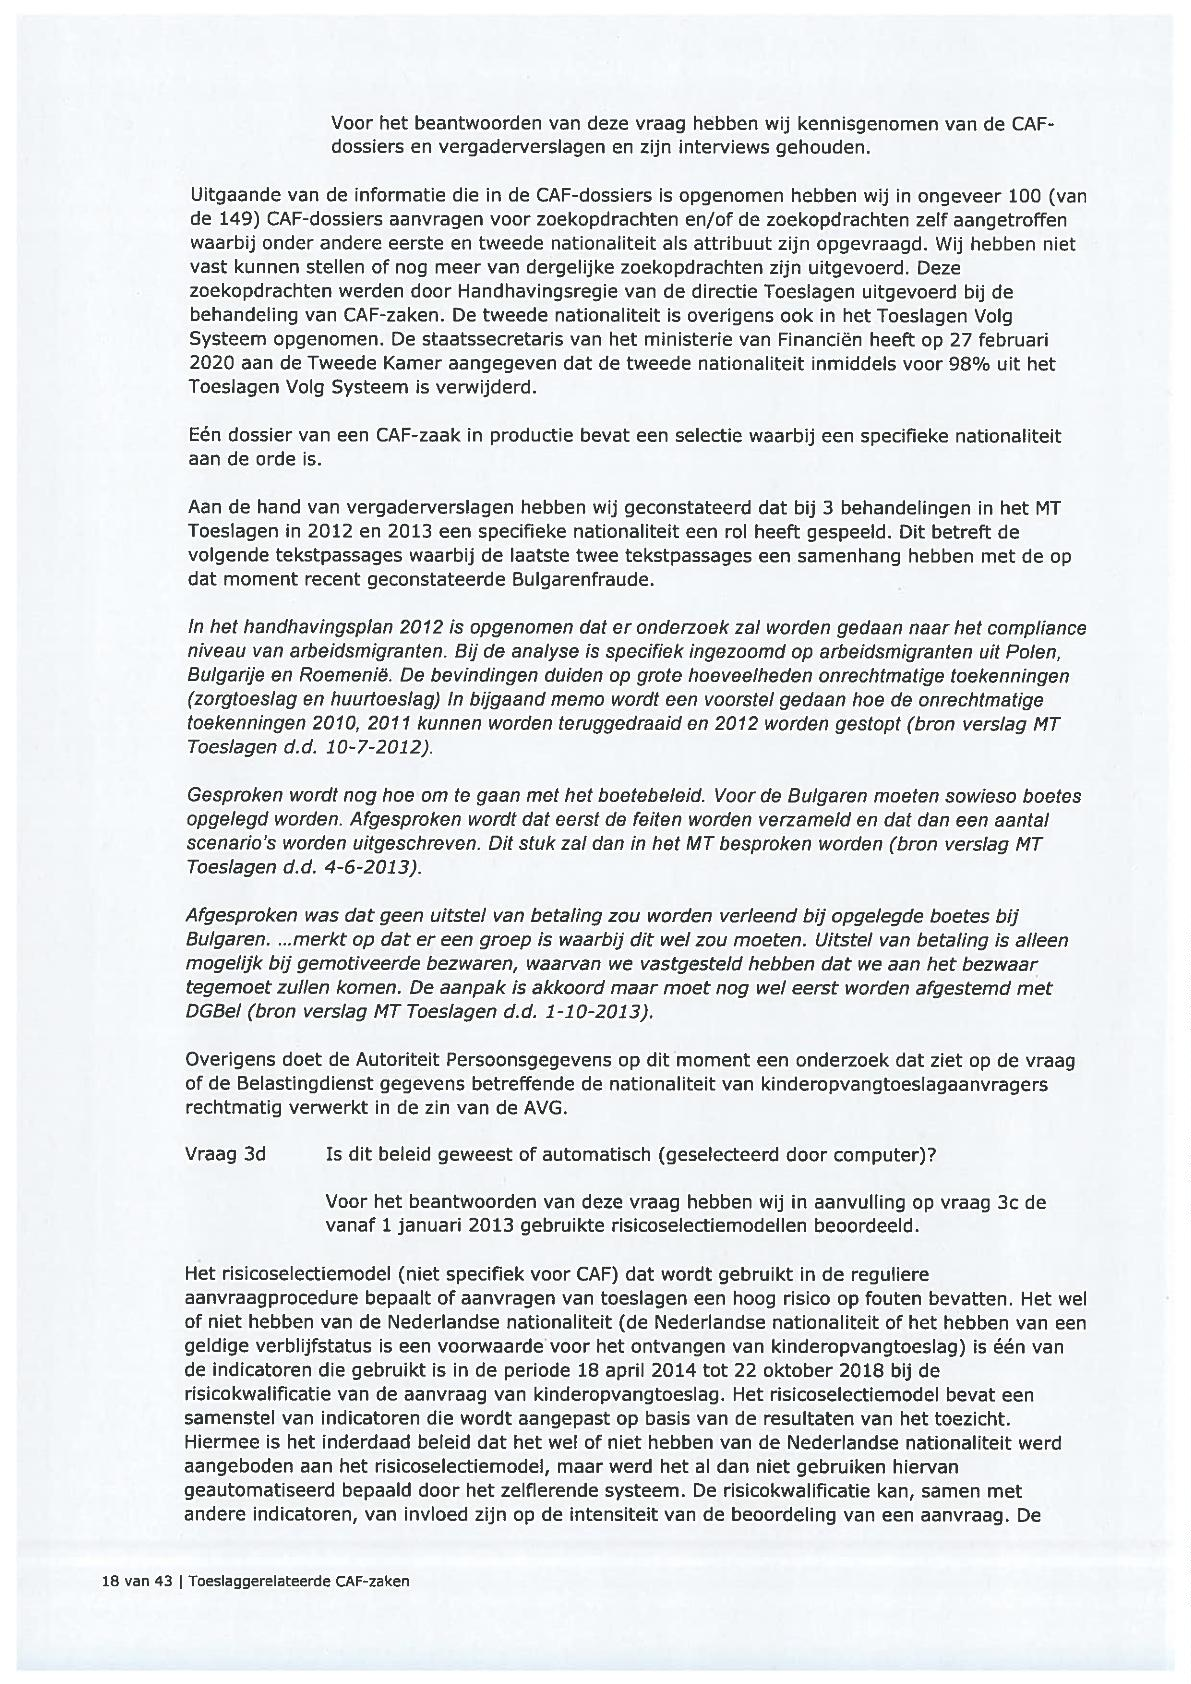 Voor het beantwoorden van deze vraag hebben wij kennisgenomen van de CAF-
dossiers en vergaderverslagen en zijn interviews gehouden.
Uitgaande van de informatie die in de CAF-dossiers is opgenomen hebben wij in ongeveer 100 (van
de 149) CAF-dossiers aanvragen voor zoekopdrachten en/of de zoekopdrachten zelf aangetroffen
waarbij onder andere eerste en tweede nationaliteit als attribuut zijn opgevraagd. Wij hebben niet
vast kunnen stellen of nog meer van dergelijke zoekopdrachten zijn uitgevoerd. Deze
zoekopdrachten werden door Handhavingsregie van de directie Toeslagen uitgevoerd bij de
behandeling van CAF-zaken. De tweede nationaliteit is overigens ook in het Toeslagen Volg
Systeem opgenomen. De staatssecretaris van het ministerie van Financiën heeft op 27 februari
2020 aan de Tweede Kamer aangegeven dat de tweede nationaliteit inmiddels voor 98% uit het
Toeslagen Volg Systeem is verwijderd.
Eén dossier van een CAF-zaak in productie bevat een selectie waarbij een specifieke nationaliteit
aan de orde is.
Aan de hand van vergaderverslagen hebben wij geconstateerd dat bij 3 behandelingen in het MT
Toeslagen in 2012 en 2013 een specifieke nationaliteit een rol heeft gespeeld. Dit betreft de
volgende tekstpassages waarbij de laatste twee tekstpassages een samenhang hebben met de op
dat moment recent geconstateerde Bulgarenfraude.
In het handhavingsplan 2012 is opgenomen dat er onderzoek zal worden gedaan naar het compliance
niveau van arbeidsmigranten. Bij de analyse is specifiek ingezoomd op arbeidsmigranten uit Polen,
Bulgarije en Roemenië. De bevindingen duiden op grote hoeveelheden onrechtmatige toekenningen
(zorgtoeslag en huurtoeslag) In bijgaand memo wordt een voorstel gedaan hoe de onrechtmatige
toekenningen 2010, 2011 kunnen worden teruggedraaid en 2012 worden gestopt (bron verslag MT
Toeslagen d.d. 10-7-2012).
Gesproken wordt nog hoe om te gaan met het boetebeleid. Voor de Bulgaren moeten sowieso boetes
opgelegd worden. Afgesproken wordt dat eerst de feiten worden verzameld en dat dan een aantal
scenario's worden uitgeschreven. Dit stuk zal dan in het MT besproken worden (bron verslag MT
Toeslagen d.d. 4-6-2013).
Afgesproken was dat geen uitstel van betaling zou worden verleend bij opgelegde boetes bij
Bulgaren. ...merkt op dat er een groep is waarbij dit wel zou moeten. Uitstel van betaling is alleen
mogelijk bij gemotiveerde bezwaren, waarvan we vastgesteld hebben dat we aan het bezwaar
tegemoet zullen komen. De aanpak is akkoord maar moet nog wel eerst worden afgestemd met
DGBel (bron verslag MT Toeslagen d.d. 1-10-2013).
Overigens doet de Autoriteit Persoonsgegevens op dit moment een onderzoek dat ziet op de vraag
of de Belastingdienst gegevens betreffende de nationaliteit van kinderopvangtoeslagaanvragers
rechtmatig verwerkt in de zin van de AVG.
Vraag 3d Is dit beleid geweest of automatisch (geselecteerd door computer)?
Voor het beantwoorden van deze vraag hebben wij in aanvulling op vraag 3c de
vanaf 1 januari 2013 gebruikte risicoselectiemodellen beoordeeld.
Het risicoselectiemodel (niet specifiek voor CAF) dat wordt gebruikt in de reguliere
aanvraagprocedure bepaalt of aanvragen van toeslagen een hoog risico op fouten bevatten. Het wel
of niet hebben van de Nederlandse nationaliteit (de Nederlandse nationaliteit of het hebben van een
geldige verblijfstatus is een voorwaarde voor het ontvangen van kinderopvangtoeslag) is één van
de indicatoren die gebruikt is in de periode 18 april 2014 tot 22 oktober 2018 bij de
risicokwalificatie van de aanvraag van kinderopvangtoeslag. Het risicoselectiemodel bevat een
samenstel van indicatoren die wordt aangepast op basis van de resultaten van het toezicht.
Hiermee is het inderdaad beleid dat het wel of niet hebben van de Nederlandse nationaliteit werd
aangeboden aan het risicoselectiemodel, maar werd het al dan niet gebruiken hiervan
geautomatiseerd bepaald door het zelflerende systeem. De risicokwalificatie kan, samen met
andere indicatoren, van invloed zijn op de intensiteit van de beoordeling van een aanvraag. De
18 van 43 | Toeslaggerelateerde CAF-zaken